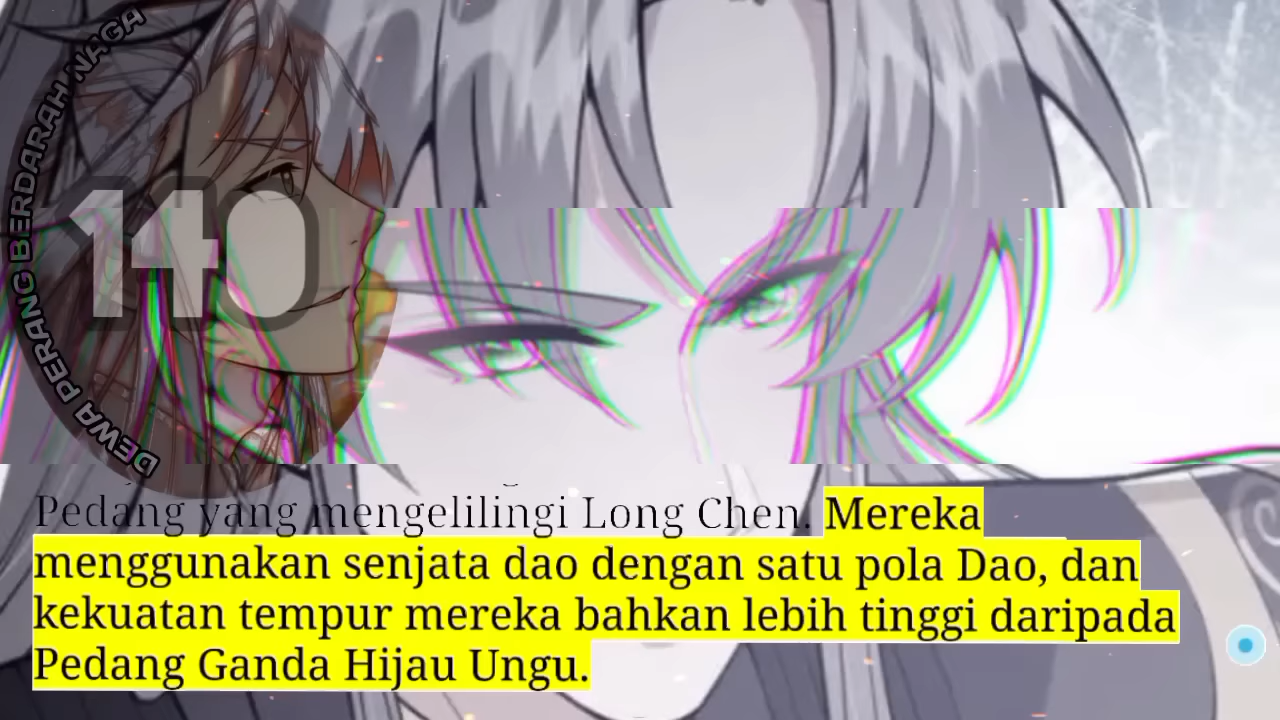 DEWA PERANG BERDARAH NAGA
140
Pedang yang mengelilingi Long Chen. Mereka
menggunakan senjata dao dengan satu pola Dao, dan
kekuatan tempur mereka bahkan lebih tinggi daripada
Pedang Ganda Hijau Ungu.